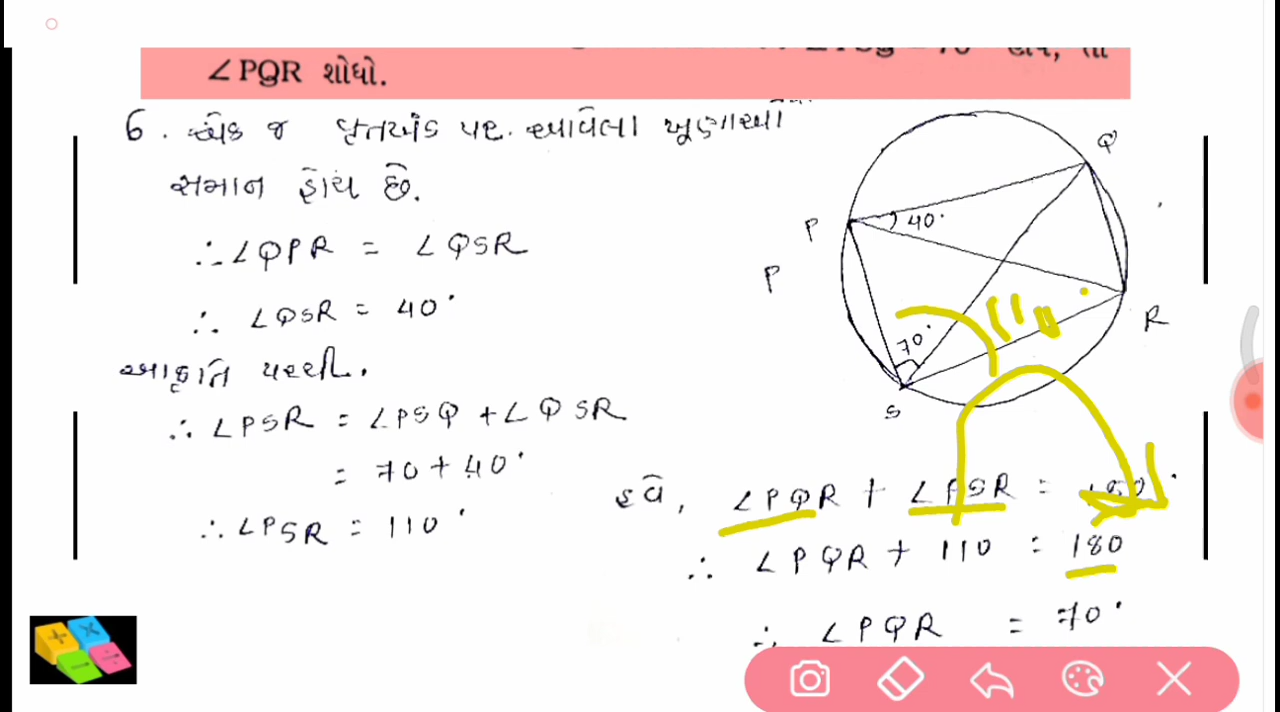 ∠PQR શોધો.
6. એક જ વૃતખંડ પર આવેલા ખૂણાઓ
સમાન હોય છે.
∴ ∠QPR = ∠QSR
∴ ∠QSR = 40°
આકૃતિ પરથી.
∴ ∠PSR = ∠PSQ + ∠QSR
= 70 + 40°
∴ ∠PSR = 110°
Q
P
40°
P
R
110°
70°
S
હવે, ∠PQR + ∠PSR = 180°
∴ ∠PQR + 110 = 180
∴ ∠PQR = 70°